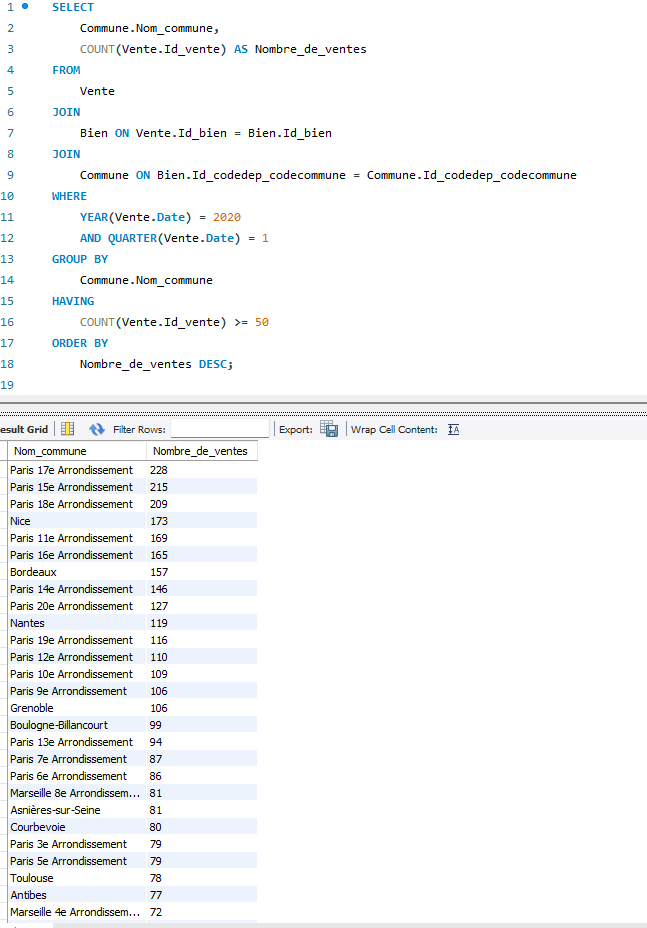 1 SELECT
2 Commune.Nom_commune,
3 COUNT(Vente.Id_vente) AS Nombre_de_ventes
4 FROM
5 Vente
6 JOIN
7 Bien ON Vente.Id_bien = Bien.Id_bien
8 JOIN
9 Commune ON Bien.Id_codedep_codecommune = Commune.Id_codedep_codecommune
10 WHERE
11 YEAR(Vente.Date) = 2020
12 AND QUARTER(Vente.Date) = 1
13 GROUP BY
14 Commune.Nom_commune
15 HAVING
16 COUNT(Vente.Id_vente) >= 50
17 ORDER BY
18 Nombre_de_ventes DESC;
19
esult Grid Filter Rows: Export: Wrap Cell Content: IA
Nom_commune Nombre_de_ventes
Paris 17e Arrondissement 228
Paris 15e Arrondissement 215
Paris 18e Arrondissement 209
Nice 173
Paris 11e Arrondissement 169
Paris 16e Arrondissement 165
Bordeaux 157
Paris 14e Arrondissement 146
Paris 20e Arrondissement 127
Nantes 119
Paris 19e Arrondissement 116
Paris 12e Arrondissement 110
Paris 10e Arrondissement 109
Paris 9e Arrondissement 106
Grenoble 106
Boulogne-Billancourt 99
Paris 13e Arrondissement 94
Paris 7e Arrondissement 87
Paris 6e Arrondissement 86
Marseille 8e Arrondissem... 81
Asnières-sur-Seine 81
Courbevoie 80
Paris 3e Arrondissement 79
Paris 5e Arrondissement 79
Toulouse 78
Antibes 77
Marseille 4e Arrondissem... 72